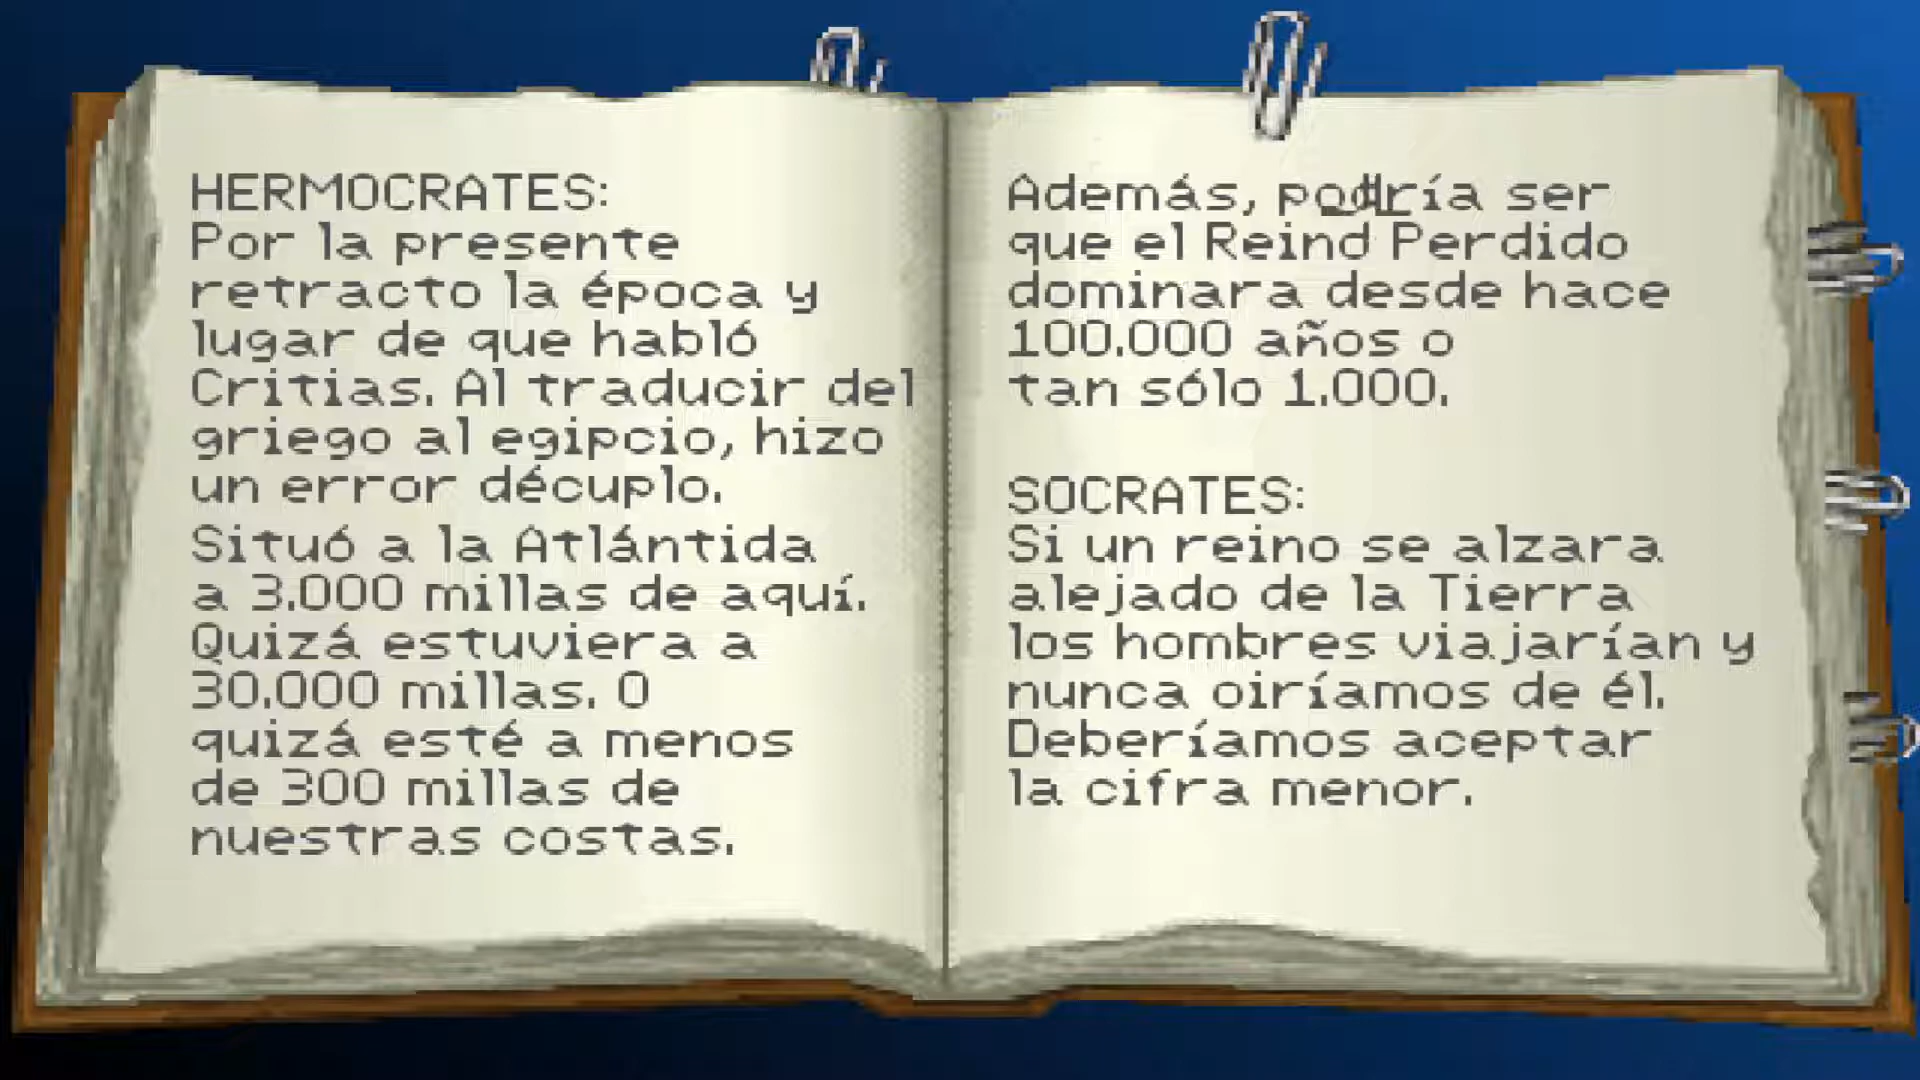 HERMOCRATES:
Por la presente
retracto la época y
lugar de que habló
Critias. Al traducir del
griego al egipcio, hizo
un error décuplo.
Situó a la Atlántida
a 3.000 millas de aquí.
Quizá estuviera a
30.000 millas. O
quizá esté a menos
de 300 millas de
nuestras costas.
Además, podría ser
que el Reino Perdido
dominara desde hace
100.000 años o
tan sólo 1.000.
SOCRATES:
Si un reino se alzara
alejado de la Tierra
los hombres viajarían y
nunca oiríamos de él.
Deberíamos aceptar
la cifra menor.